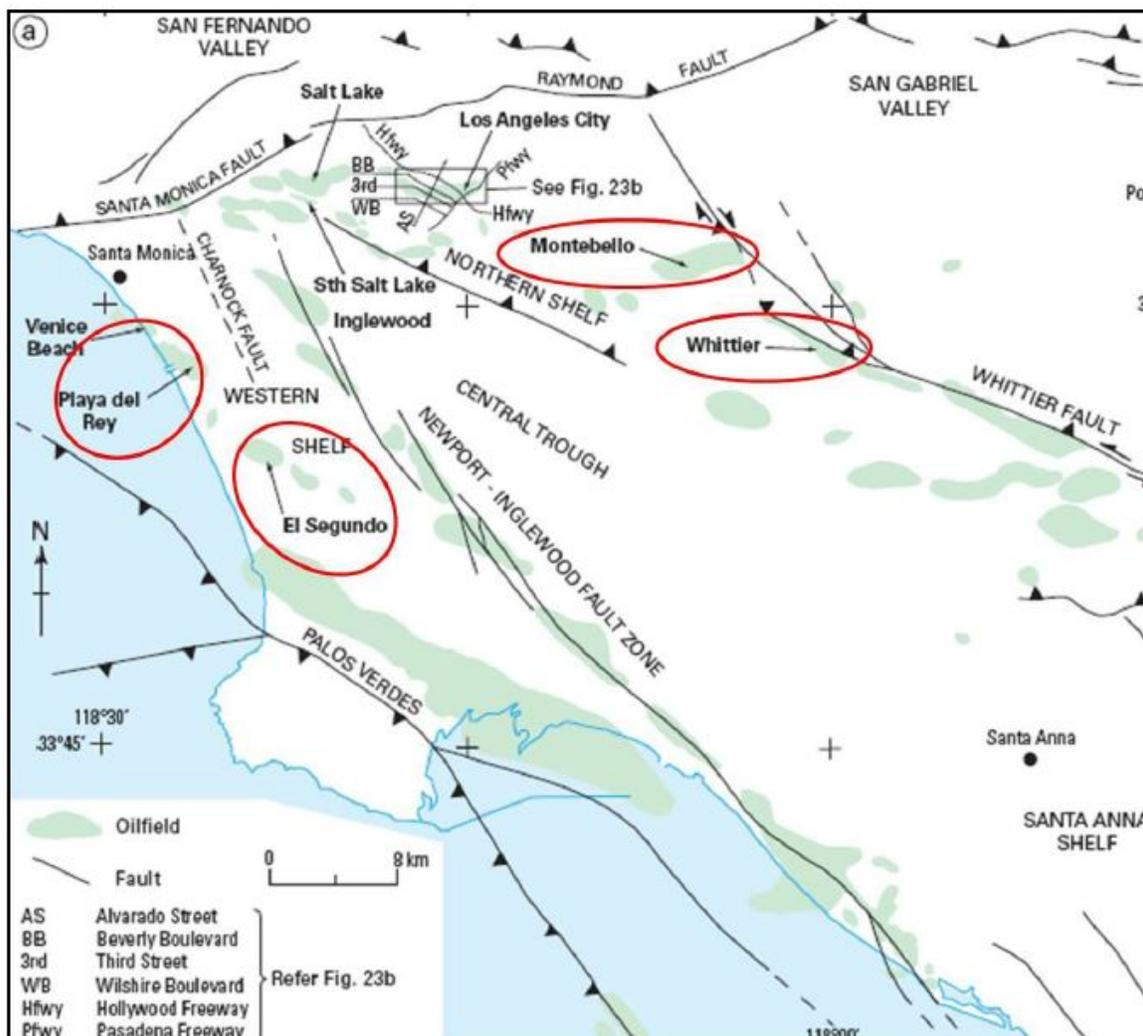 a
SAN FERNANDO
VALLEY
RAYMOND
FAULT
SAN GABRIEL
VALLEY
Salt Lake
Los Angeles City
Hfwy
Pfwy
BB
3rd
WB
AS
Hfwy
See Fig. 23b
Po
SANTA MONICA FAULT
Santa Monica
CHARNOCK FAULT
Montebello
NORTHERN SHELF
Sth Salt Lake
Inglewood
3
Venice
Beach
Whittier
Playa del
Rey
WESTERN
SHELF
CENTRAL TROUGH
WHITTIER FAULT
NEWPORT - INGLEWOOD FAULT ZONE
El Segundo
N
PALOS VERDES
118°30'
33°45'
Santa Anna
SANTA ANNA
SHELF
Oilfield
0 8 km
Fault
AS Alvarado Street
BB Beverly Boulevard
3rd Third Street
WB Wilshire Boulevard
Hfwy Hollywood Freeway
Pfwy Pasadena Freeway
Refer Fig. 23b
118°00'